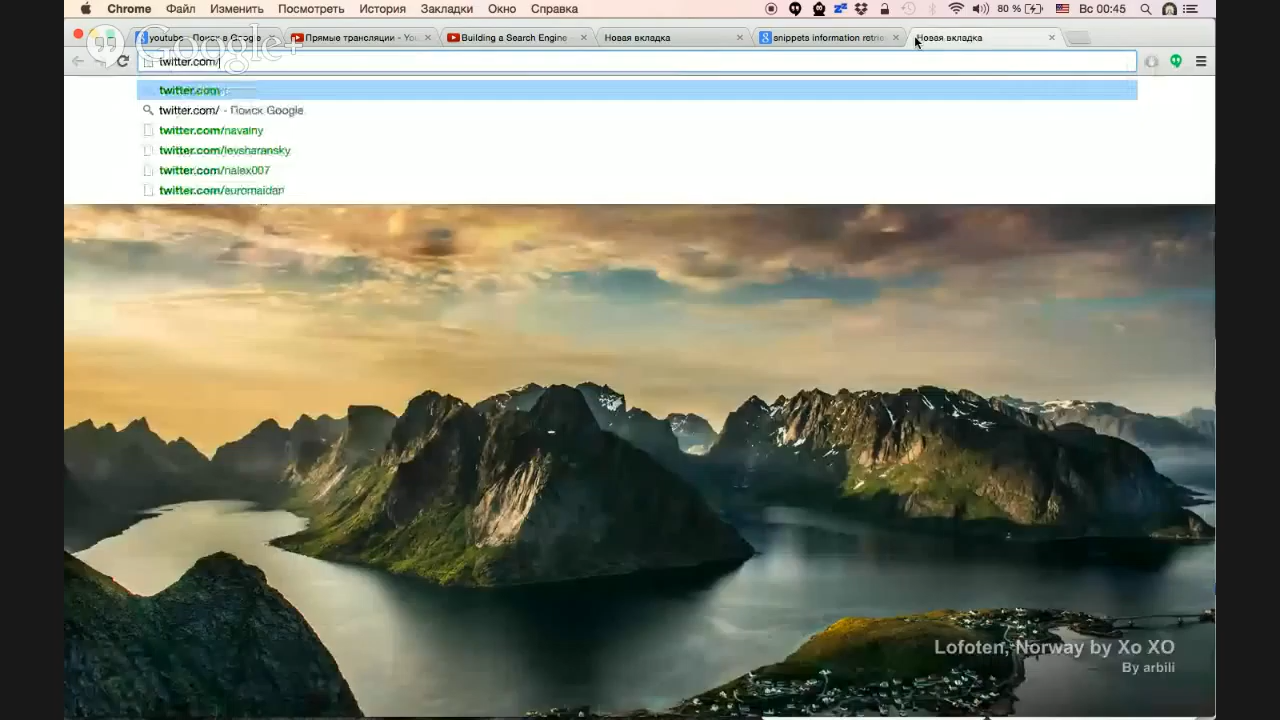 Chrome Файл Изменить Посмотреть История Закладки Окно Справка 80 % Вс 00:45
youtube - Поиск в Google Прямые трансляции - You Building a Search Engine Новая вкладка snippets information retrie Новая вкладка
Google+
twitter.com/
twitter.com
twitter.com/ - Поиск Google
twitter.com/navalny
twitter.com/levsharansky
twitter.com/nalex007
twitter.com/euromaidan
Lofoten, Norway by Xo XO
By arbili